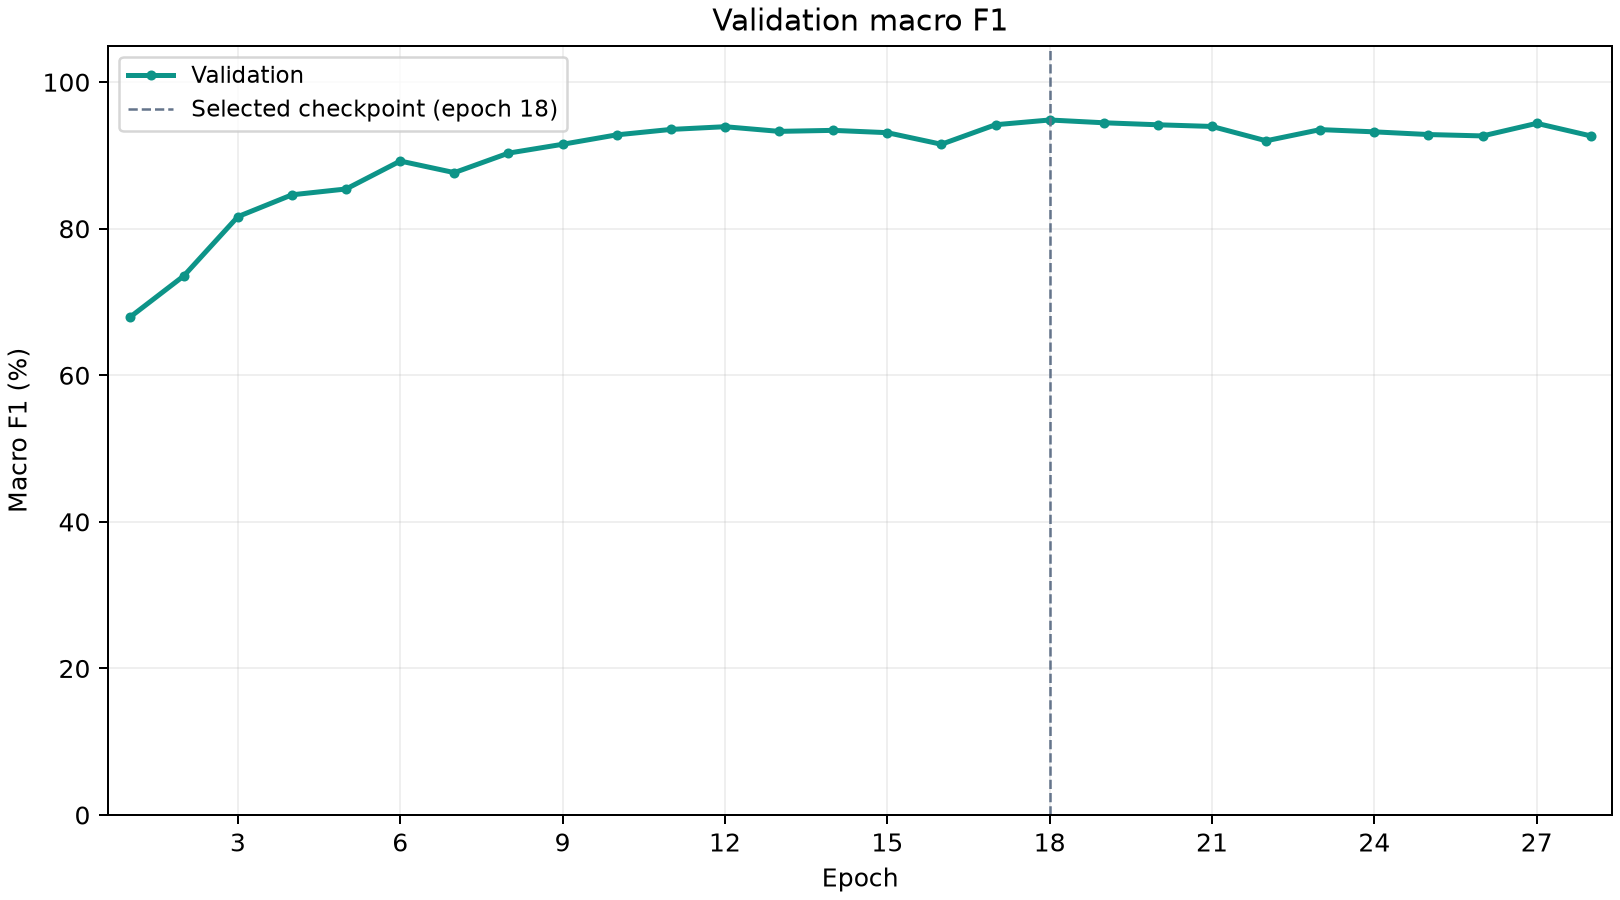 Validation macro F1
Validation
Selected checkpoint (epoch 18)
100
80
60
40
20
0
Macro F1 (%)
3 6 9 12 15 18 21 24 27
Epoch